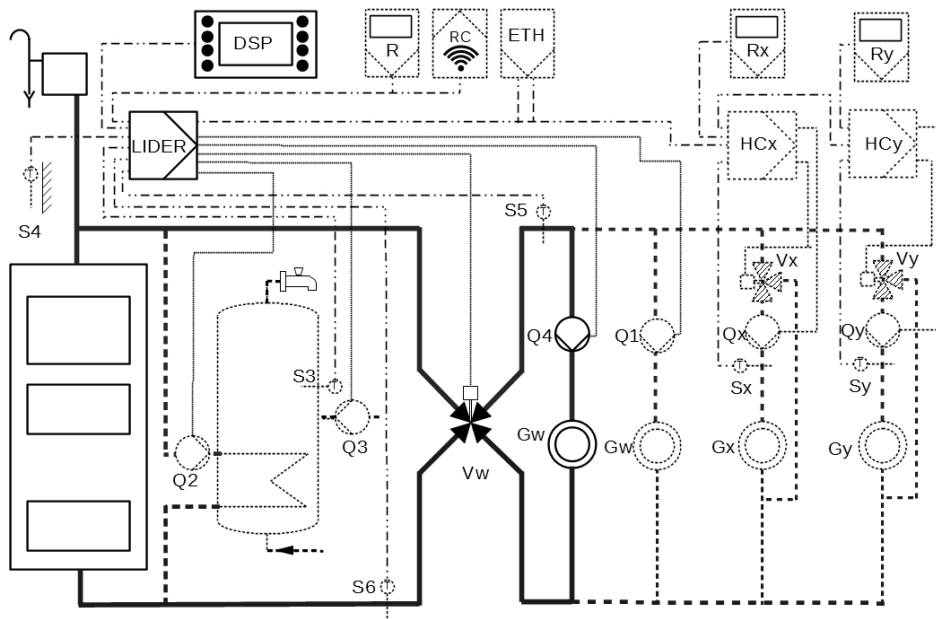 DSP
R
RC
ETH
Rx
Ry
LIDER
HCx
HCy
T
S4
S5
T
Vx
Vy
Q4
Q1
Qx
Qy
S3
T
T
Sx
T
Sy
Q3
Gw
Gw
Gx
Gy
Q2
Vw
S6
T